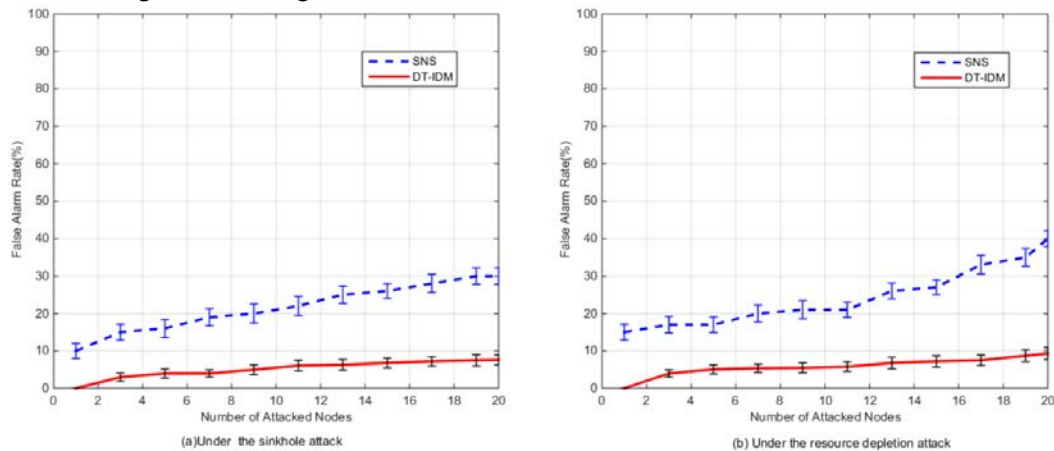 100
90
80
70
60
50
40
30
20
10
0
False Alarm Rate(%)
SNS
DT-IDM
0 2 4 6 8 10 12 14 16 18 20
Number of Attacked Nodes
(a)Under the sinkhole attack
100
90
80
70
60
50
40
30
20
10
0
False Alarm Rate(%)
SNS
DT-IDM
0 2 4 6 8 10 12 14 16 18 20
Number of Attacked Nodes
(b) Under the resource depletion attack